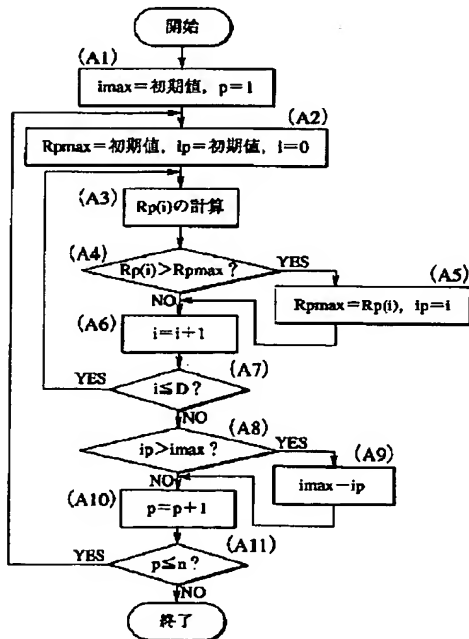 開始
(A1)
imax=初期値, p=1
(A2)
Rpmax=初期値, ip=初期値, i=0
(A3)
Rp(i)の計算
(A4)
Rp(i)>Rpmax?
YES
(A5)
NO
Rpmax=Rp(i), ip=i
(A6)
i=i+1
(A7)
YES
i≦D?
NO
(A8)
ip>imax?
YES
(A9)
NO
imax-ip
(A10)
p=p+1
(A11)
YES
p≦n?
NO
終了